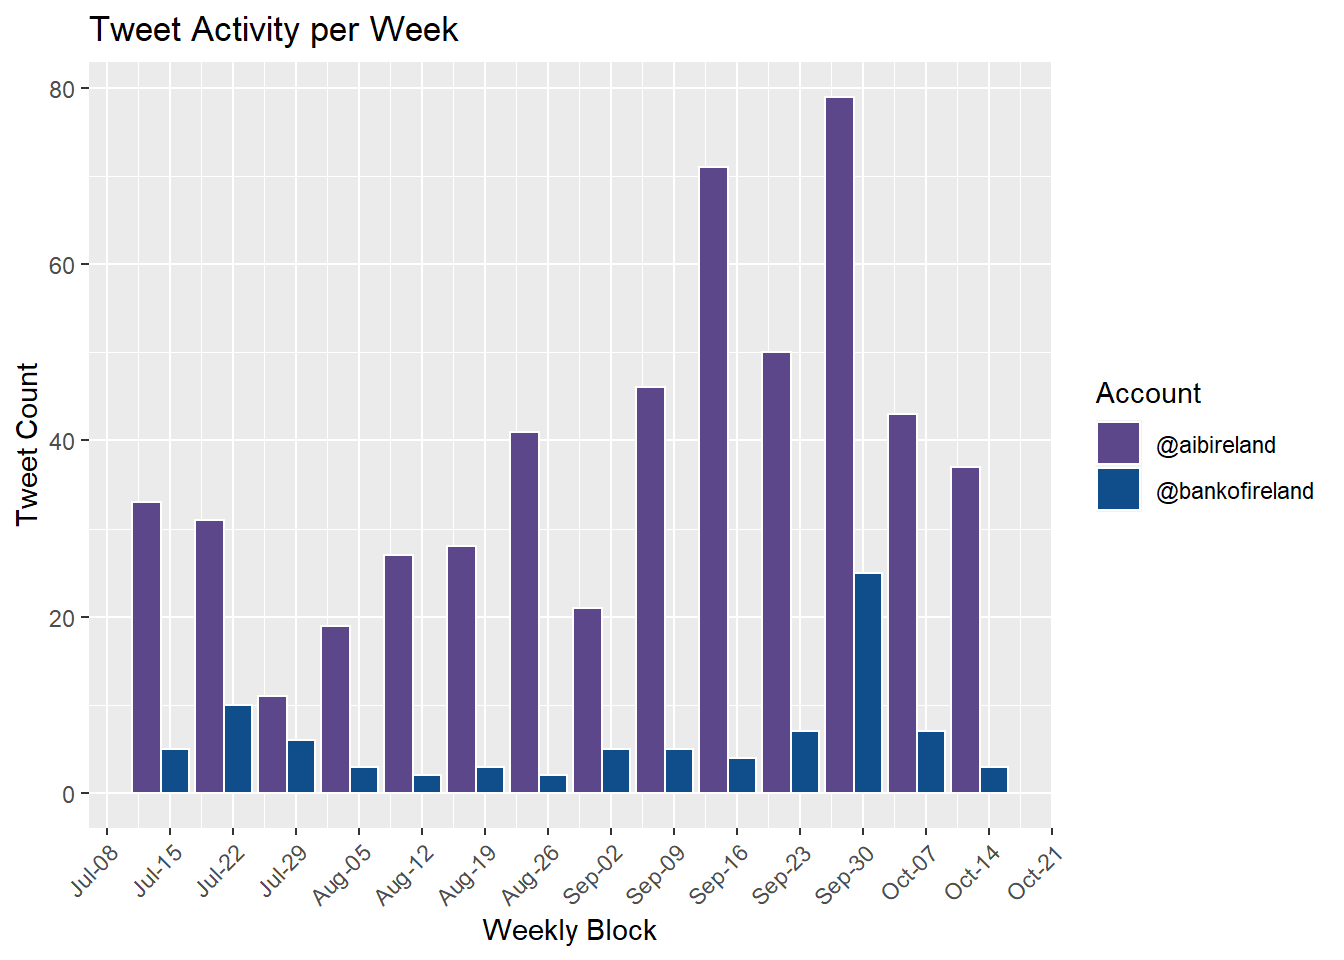 Tweet Activity per Week
Tweet Count
80
60
40
20
0
Jul-08
Jul-15
Jul-22
Jul-29
Aug-05
Aug-12
Aug-19
Aug-26
Sep-02
Sep-09
Sep-16
Sep-23
Sep-30
Oct-07
Oct-14
Oct-21
Weekly Block
Account
@aibireland
@bankofireland